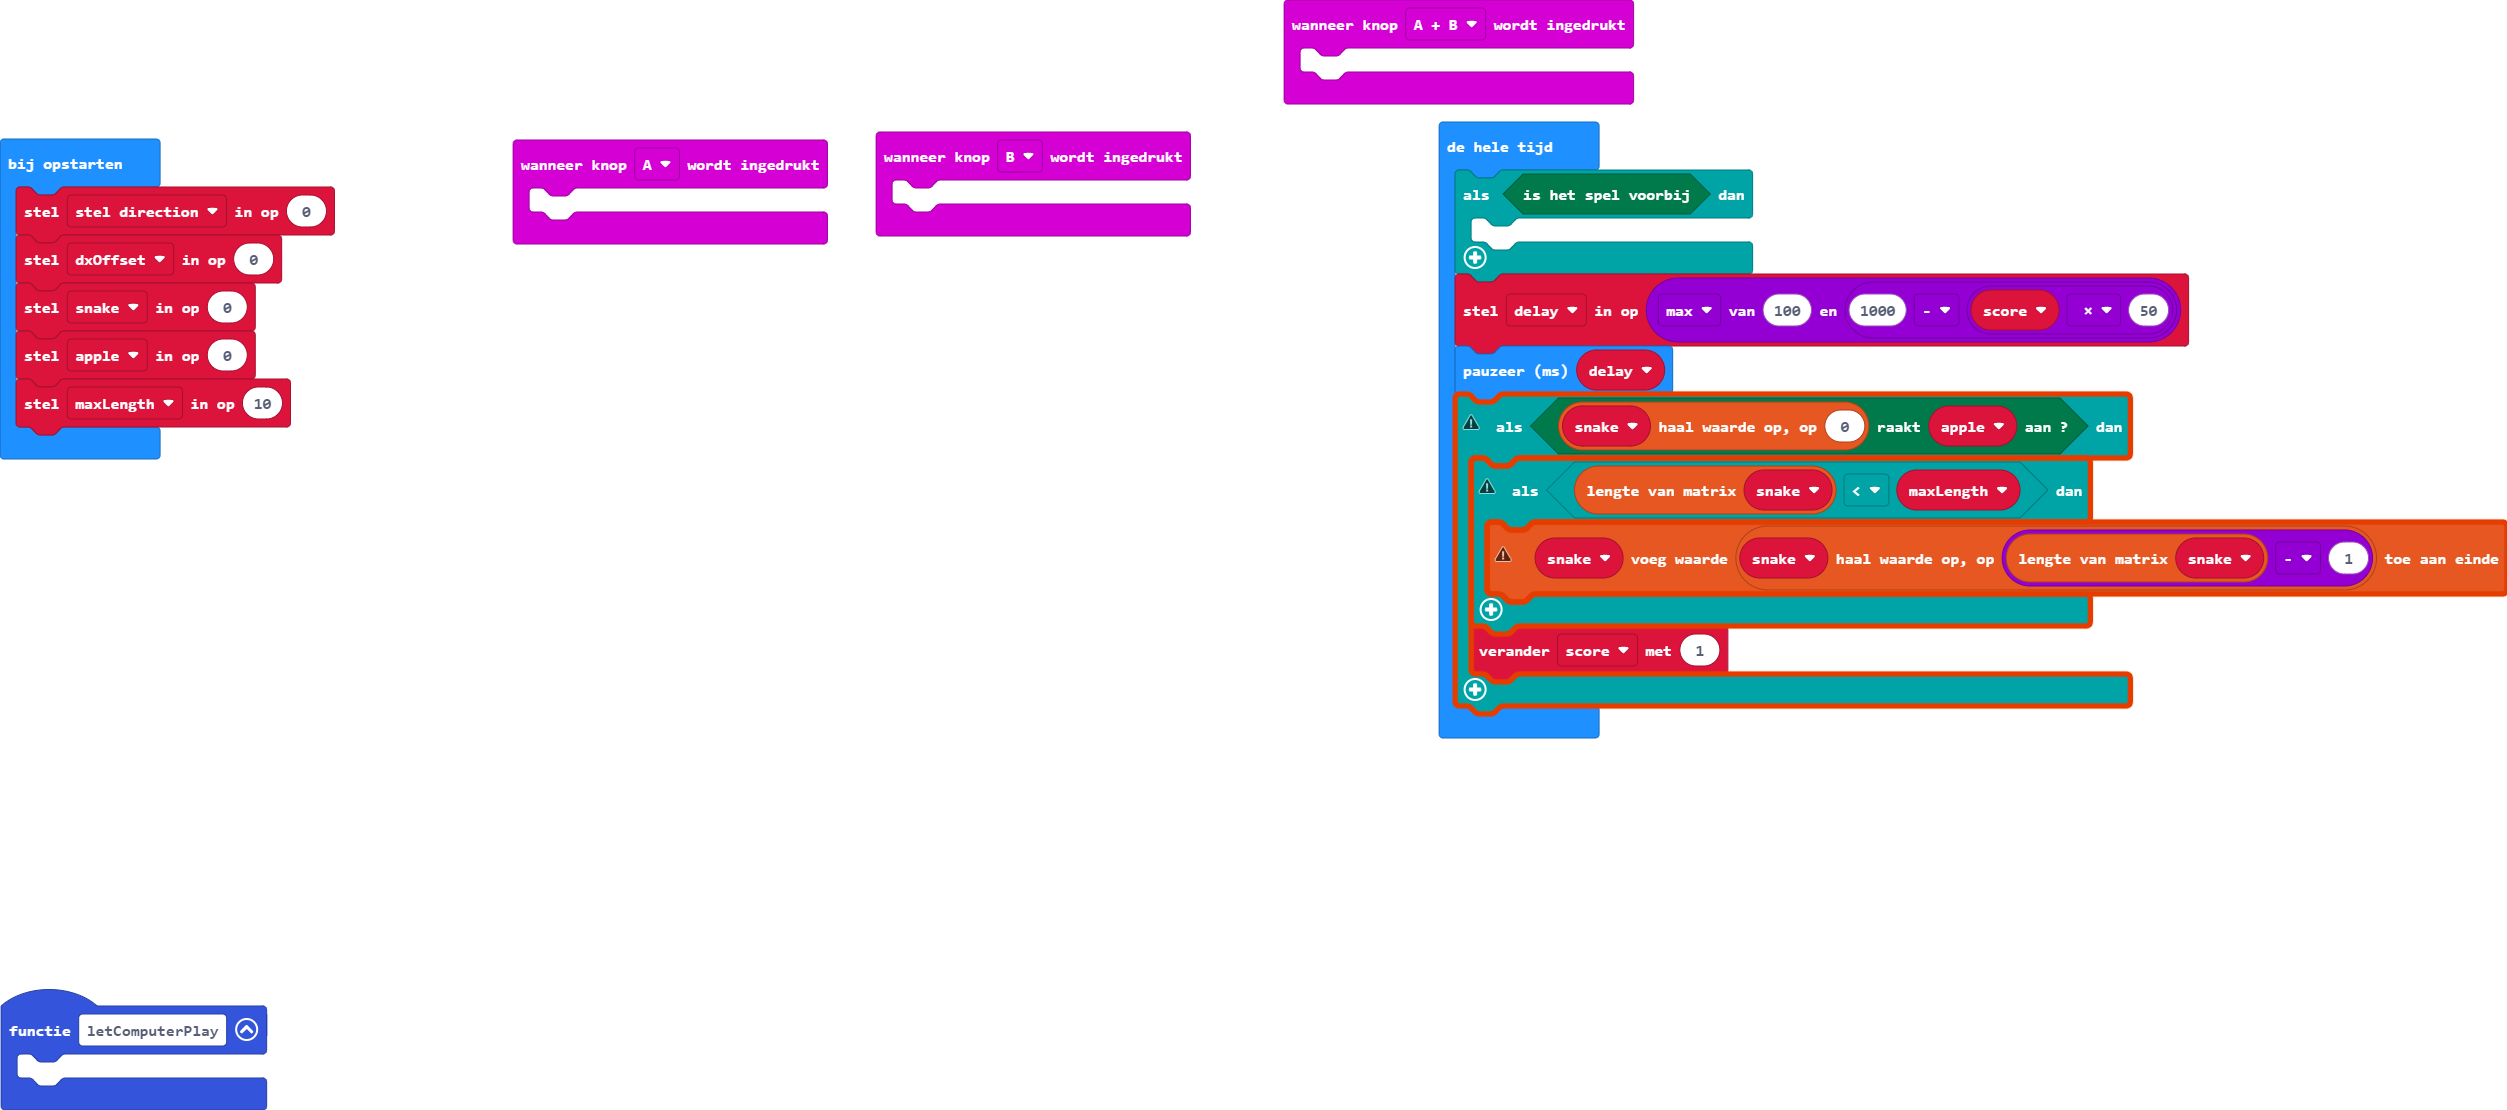 bij opstarten
stel stel direction in op 0
stel dxOffset in op 0
stel snake in op 0
stel apple in op 0
stel maxLength in op 10
wanneer knop A wordt ingedrukt
wanneer knop B wordt ingedrukt
wanneer knop A + B wordt ingedrukt
de hele tijd
als is het spel voorbij dan
stel delay in op max van 100 en 1000 - score × 50
pauzeer (ms) delay
als snake haal waarde op, op 0 raakt apple aan ? dan
als lengte van matrix snake < maxLength dan
snake voeg waarde snake haal waarde op, op lengte van matrix snake - 1 toe aan einde
verander score met 1
functie letComputerPlay